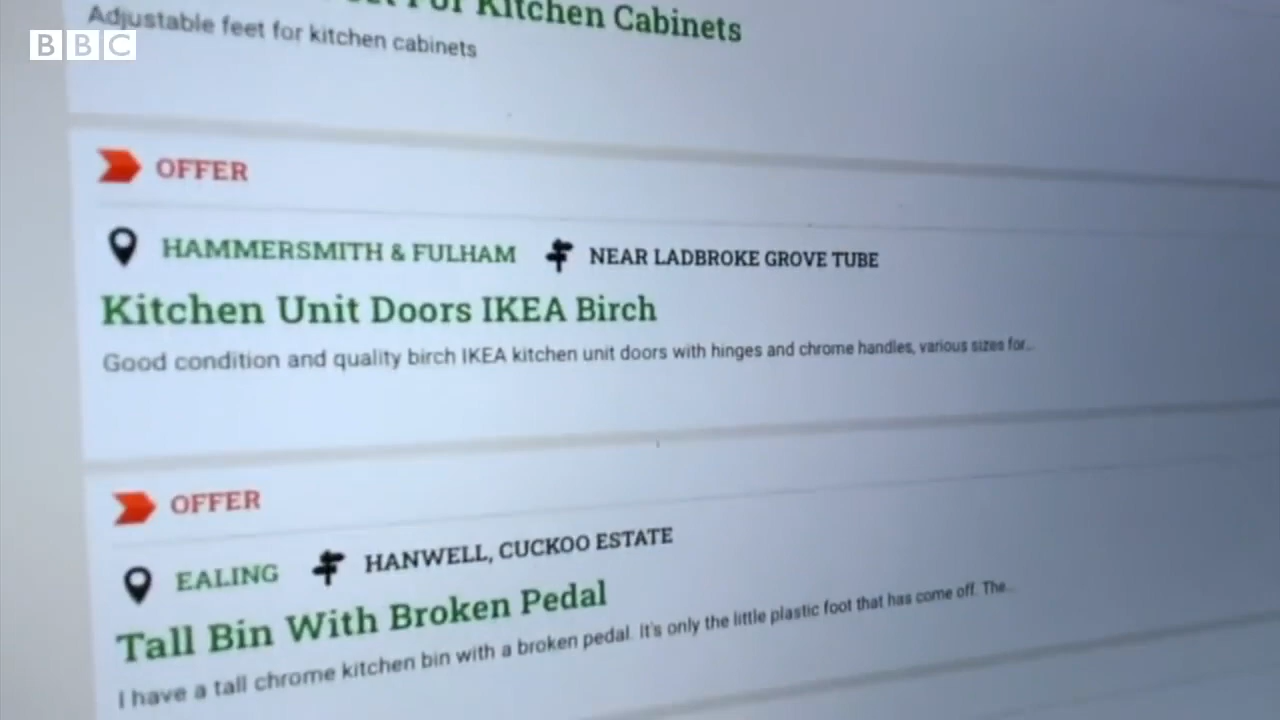 BBC
For Kitchen Cabinets
Adjustable feet for kitchen cabinets
OFFER
HAMMERSMITH & FULHAM NEAR LADBROKE GROVE TUBE
Kitchen Unit Doors IKEA Birch
Good condition and quality birch IKEA kitchen unit doors with hinges and chrome handles, various sizes for...
OFFER
EALING HANWELL, CUCKOO ESTATE
Tall Bin With Broken Pedal
I have a tall chrome kitchen bin with a broken pedal. It's only the little plastic foot that has come off. The...